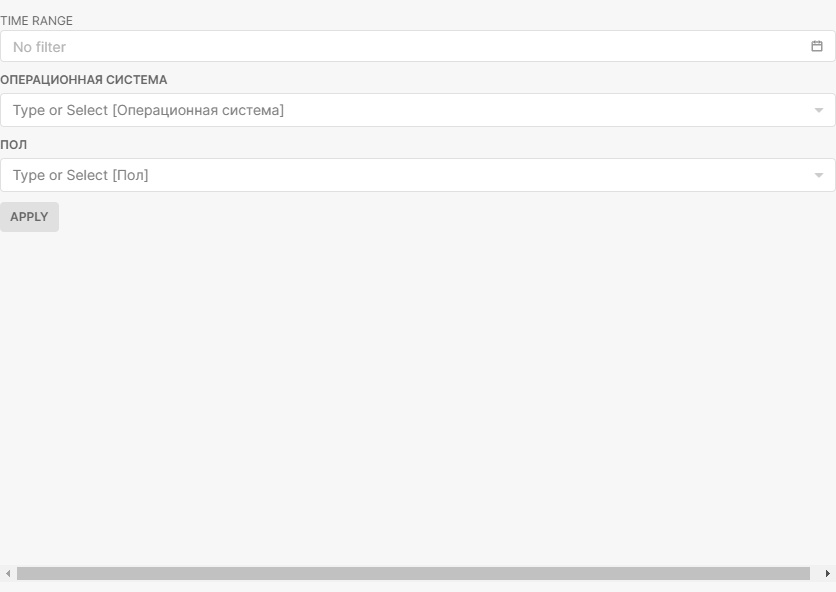 TIME RANGE
No filter
ОПЕРАЦИОННАЯ СИСТЕМА
Type or Select [Операционная система]
ПОЛ
Type or Select [Пол]
APPLY